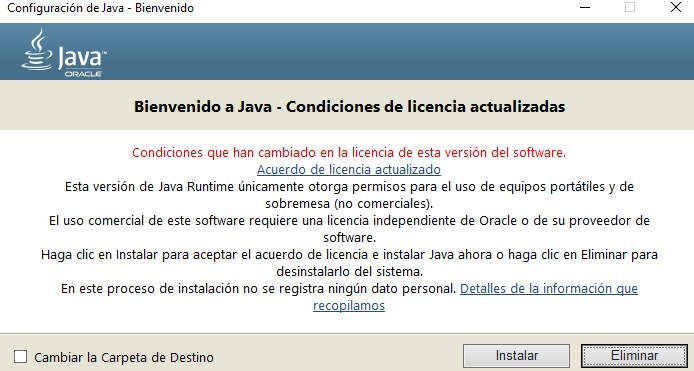 Configuración de Java - Bienvenido
Java™
ORACLE
Bienvenido a Java - Condiciones de licencia actualizadas
Condiciones que han cambiado en la licencia de esta versión del software.
Acuerdo de licencia actualizado
Esta versión de Java Runtime únicamente otorga permisos para el uso de equipos portátiles y de
sobremesa (no comerciales).
El uso comercial de este software requiere una licencia independiente de Oracle o de su proveedor de
software.
Haga clic en Instalar para aceptar el acuerdo de licencia e instalar Java ahora o haga clic en Eliminar para
desinstalarlo del sistema.
En este proceso de instalación no se registra ningún dato personal. Detalles de la información que
recopilamos
Cambiar la Carpeta de Destino
Instalar
Eliminar